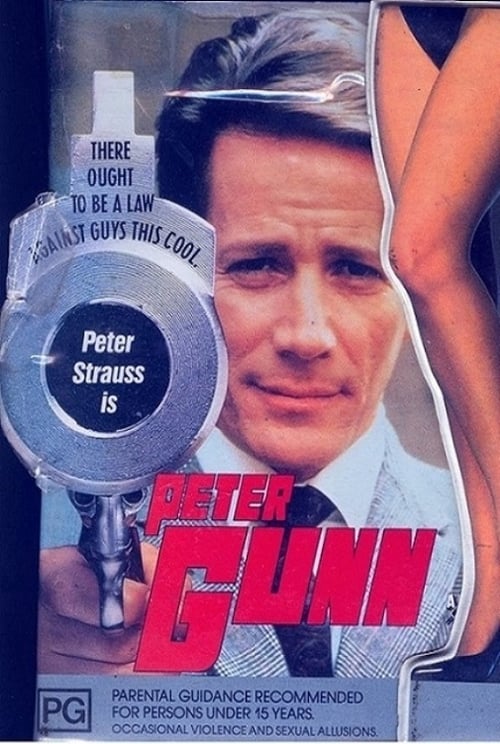 THERE
OUGHT
TO BE A LAW
AGAINST GUYS THIS COOL.
Peter
Strauss
is
PETER
GUNN
PG
PARENTAL GUIDANCE RECOMMENDED
FOR PERSONS UNDER 15 YEARS.
OCCASIONAL VIOLENCE AND SEXUAL ALLUSIONS.